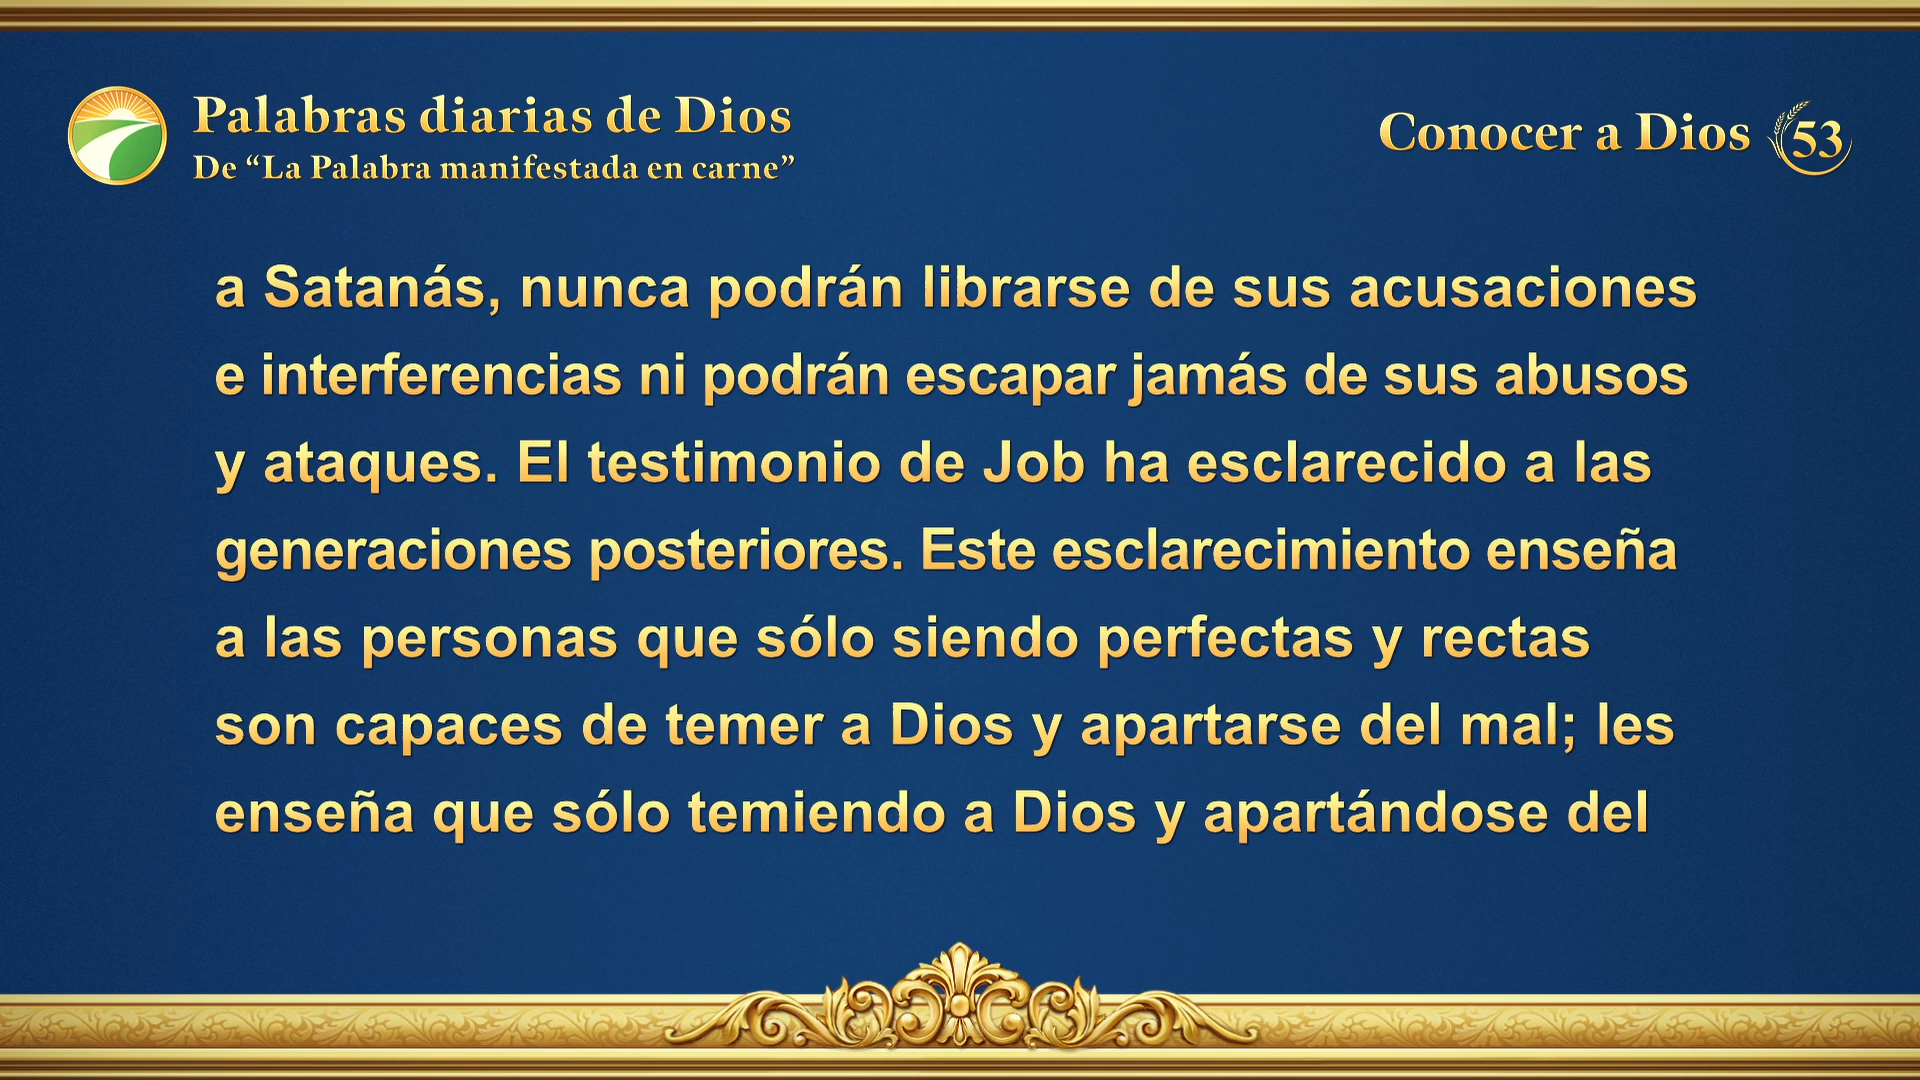 Palabras diarias de Dios
De “La Palabra manifestada en carne”
Conocer a Dios 53
a Satanás, nunca podrán librarse de sus acusaciones
e interferencias ni podrán escapar jamás de sus abusos
y ataques. El testimonio de Job ha esclarecido a las
generaciones posteriores. Este esclarecimiento enseña
a las personas que sólo siendo perfectas y rectas
son capaces de temer a Dios y apartarse del mal; les
enseña que sólo temiendo a Dios y apartándose del